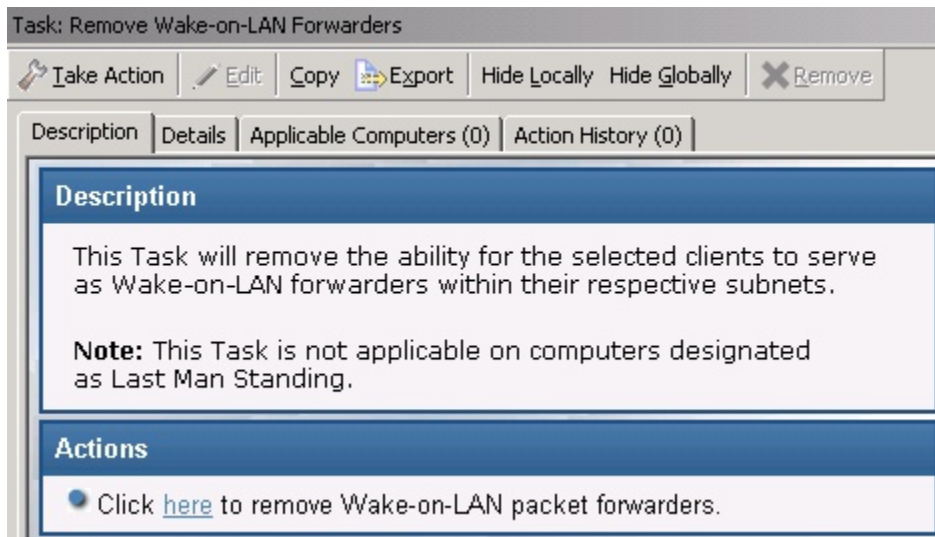 Task: Remove Wake-on-LAN Forwarders
Take Action Edit Copy Export Hide Locally Hide Globally Remove
Description Details Applicable Computers (0) Action History (0)
Description
This Task will remove the ability for the selected clients to serve
as Wake-on-LAN forwarders within their respective subnets.
Note: This Task is not applicable on computers designated
as Last Man Standing.
Actions
Click here to remove Wake-on-LAN packet forwarders.